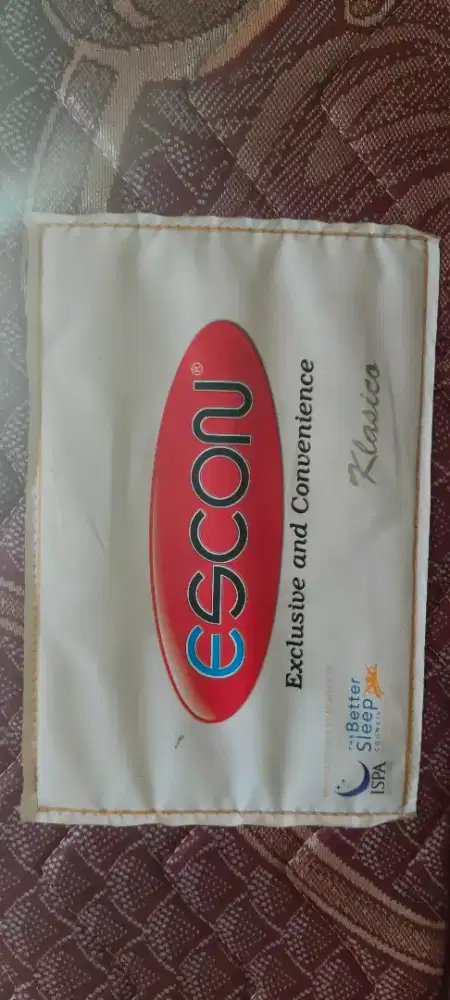 ESCON®
Exclusive and Convenience
Klasico
ISPA
THE Better
Sleep
COUNCIL